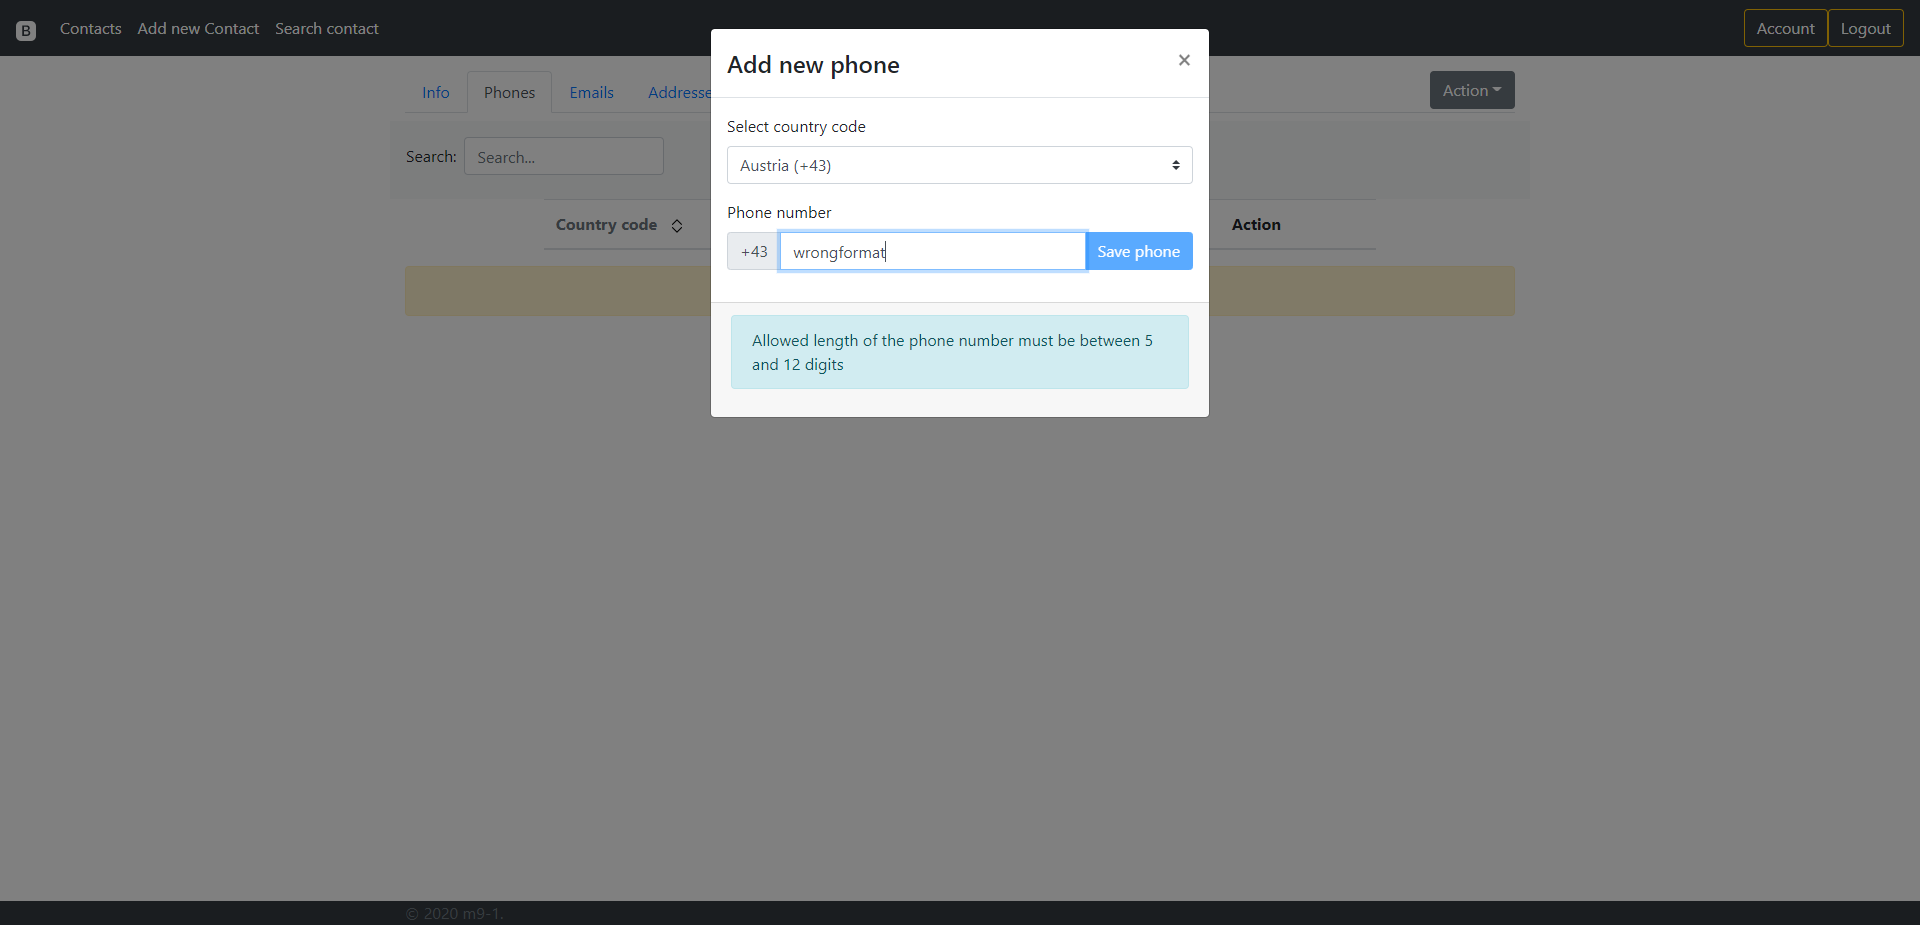 B
Contacts
Add new Contact
Search contact
Account
Logout
Info
Phones
Emails
Addresse
Action
Search:
Search...
Country code
Action
Add new phone
×
Select country code
Austria (+43)
Phone number
+43
wrongformat
Save phone
Allowed length of the phone number must be between 5
and 12 digits
© 2020 m9-1.